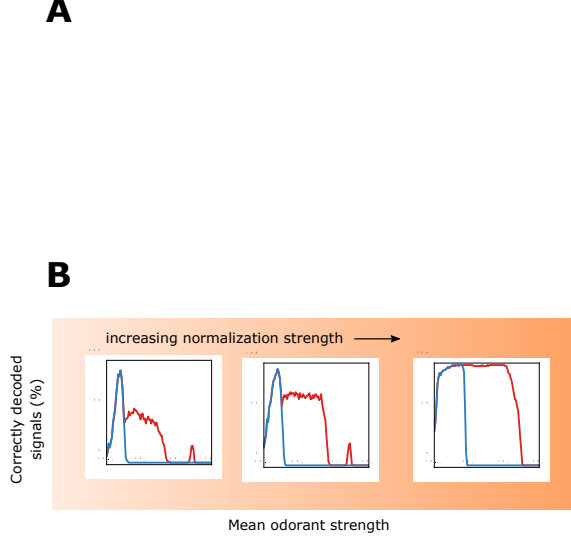 A
B
increasing normalization strength
Correctly decoded
signals (%)
Mean odorant strength